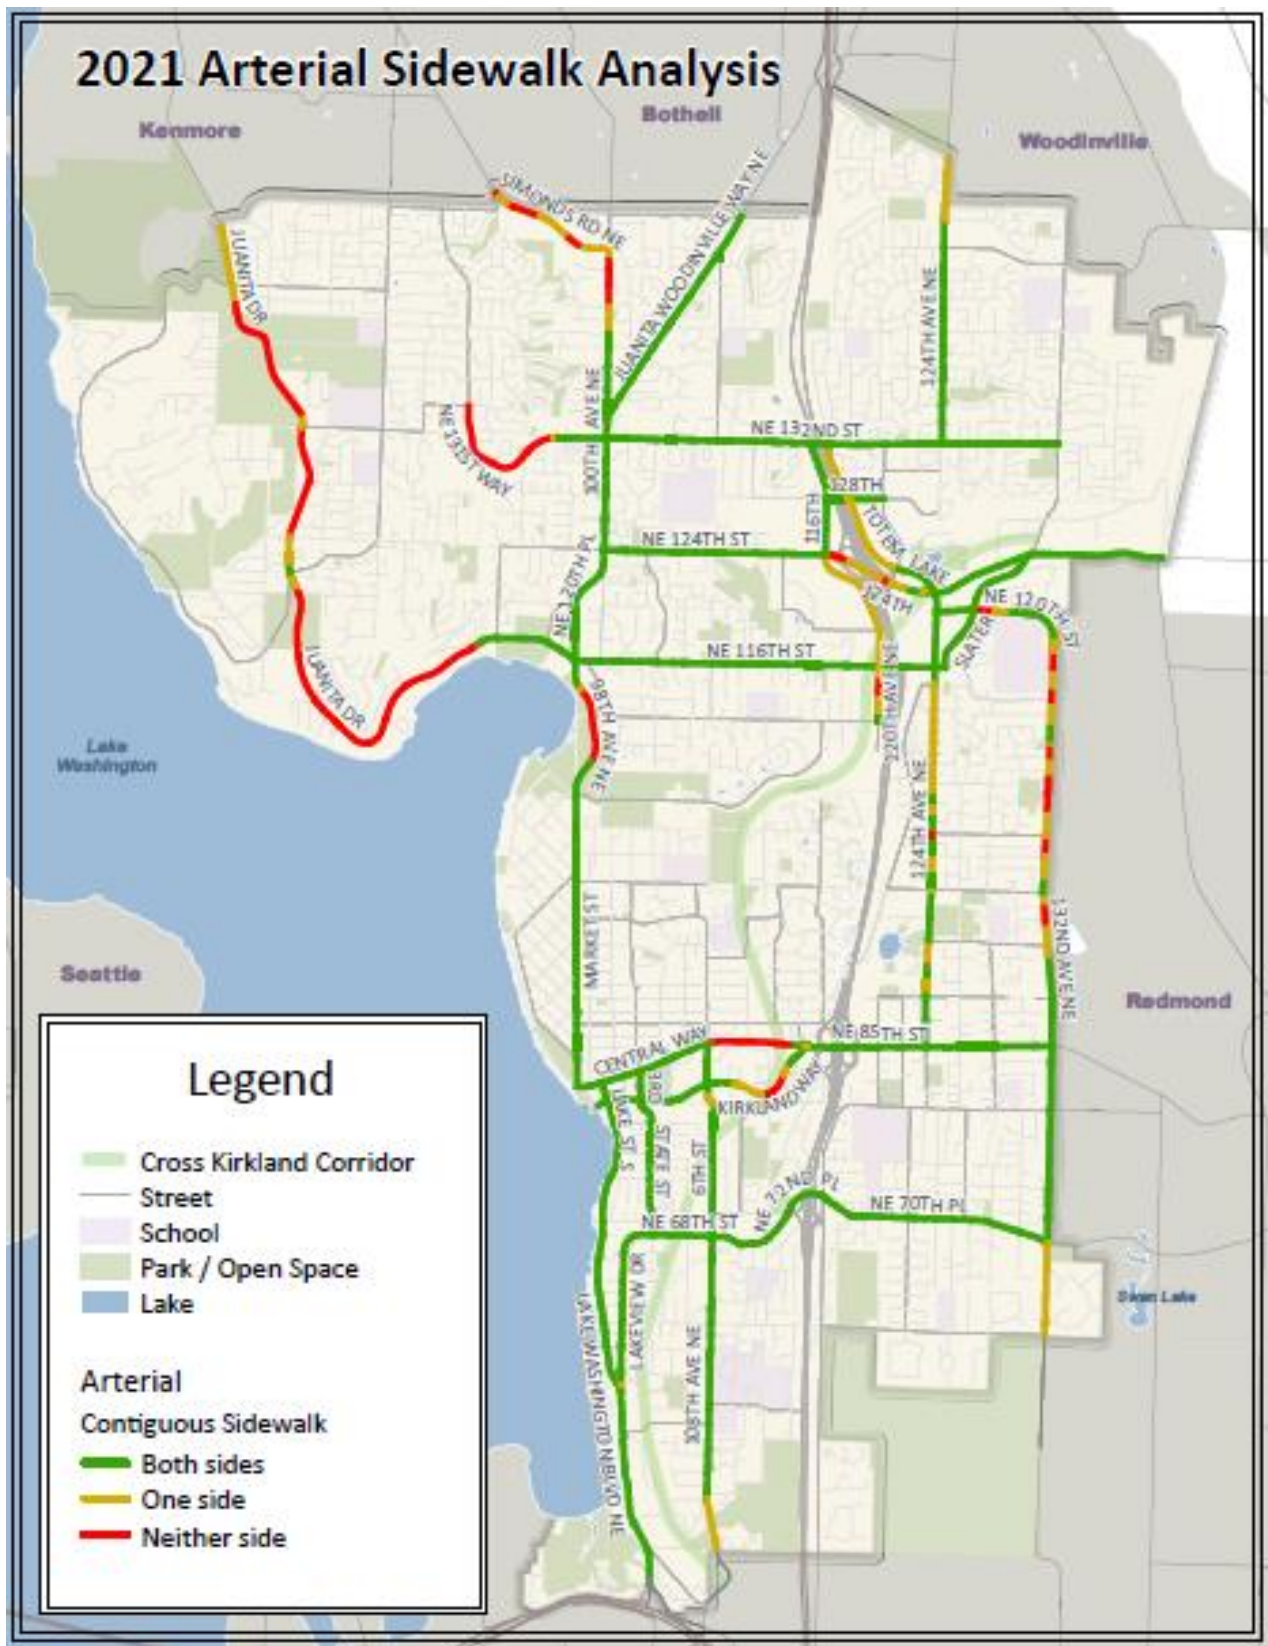 2021 Arterial Sidewalk Analysis
Kenmore
Bothell
Woodinville
SIMONDS RD NE
JUANITA WOODINVILLE WAY NE
JUANITA DR
124TH AVE NE
100TH AVE NE
NE 131ST WAY
NE 132ND ST
128TH
116TH
TOTEM LAKE
NE 124TH ST
124TH
NE 120TH PL
NE 120TH ST
SLATER
NE 116TH ST
JUANITA DR
98TH AVE NE
120TH AVE NE
Lake
Washington
124TH AVE NE
MARKET ST
132ND AVE NE
Seattle
Redmond
CENTRAL WAY
NE 85TH ST
3RD
KIRKLAND WAY
LAKE ST S
STATE ST
6TH ST
NE 72ND PL
NE 70TH PL
NE 68TH ST
LAKEVIEW DR
Swan Lake
LAKE WASHINGTON BLVD NE
108TH AVE NE
Legend
Cross Kirkland Corridor
Street
School
Park / Open Space
Lake
Arterial
Contiguous Sidewalk
Both sides
One side
Neither side